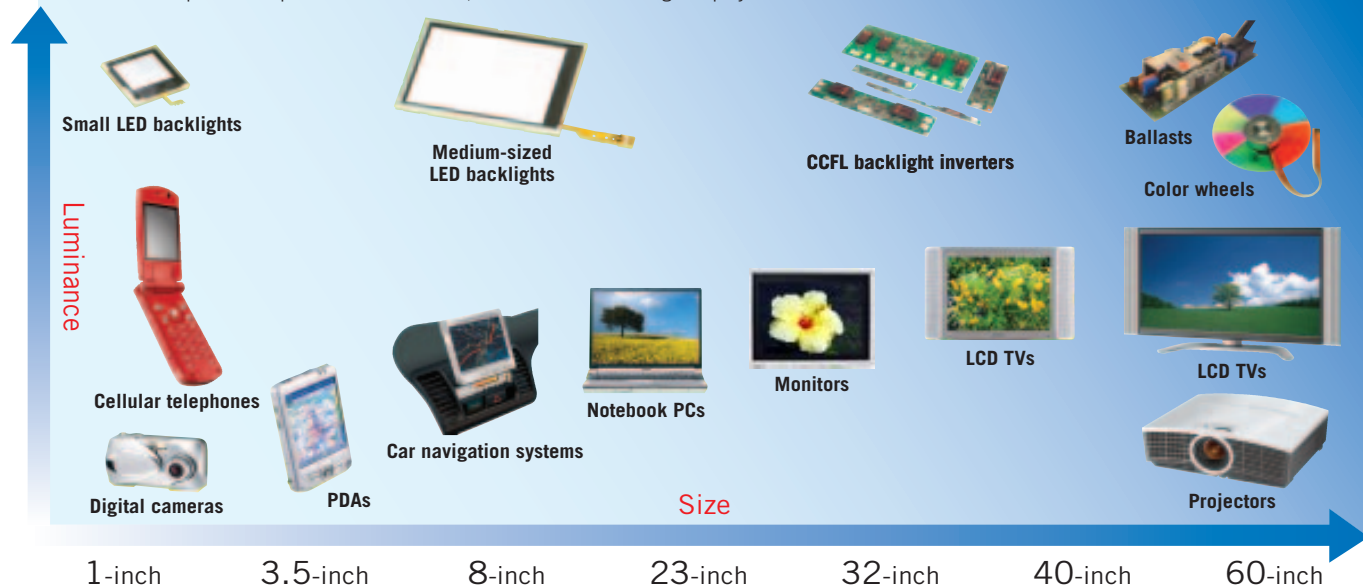 Small LED backlights
Medium-sized
LED backlights
CCFL backlight inverters
Ballasts
Color wheels
Luminance
Cellular telephones
Digital cameras
PDAs
Car navigation systems
Notebook PCs
Monitors
LCD TVs
LCD TVs
Projectors
Size
1-inch
3.5-inch
8-inch
23-inch
32-inch
40-inch
60-inch